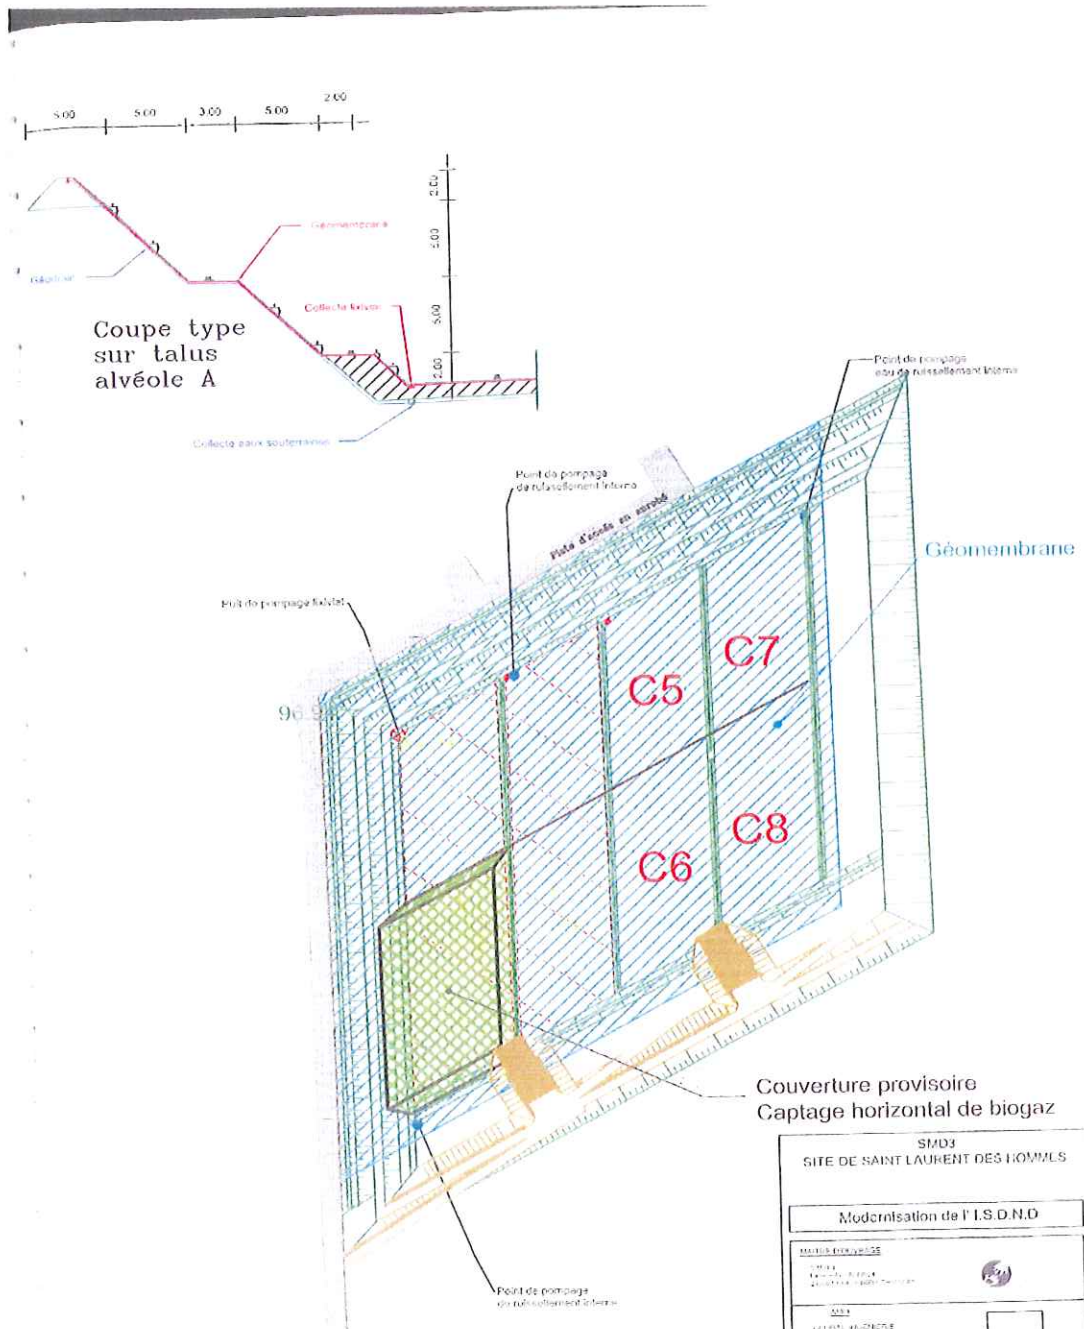 5.00 5.00 3.00 5.00 2.00
2.00
5.00
5.00
2.00
Géomembrane
Collecte lixiviat
Coupe type
sur talus
alvéole A
Collecte eaux souterraines
Point de pompage
eau de ruissellement interne
Point de pompage
de ruissellement interne
Piste d'accès en enrobé
Géomembrane
Puit de pompage lixiviat
C7
C5
C8
C6
Couverture provisoire
Captage horizontal de biogaz
Point de pompage
de ruissellement interne
SMD3
SITE DE SAINT LAURENT DES HOMMES
Modernisation de l' I.S.D.N.D
MAITRE D'OUVRAGE